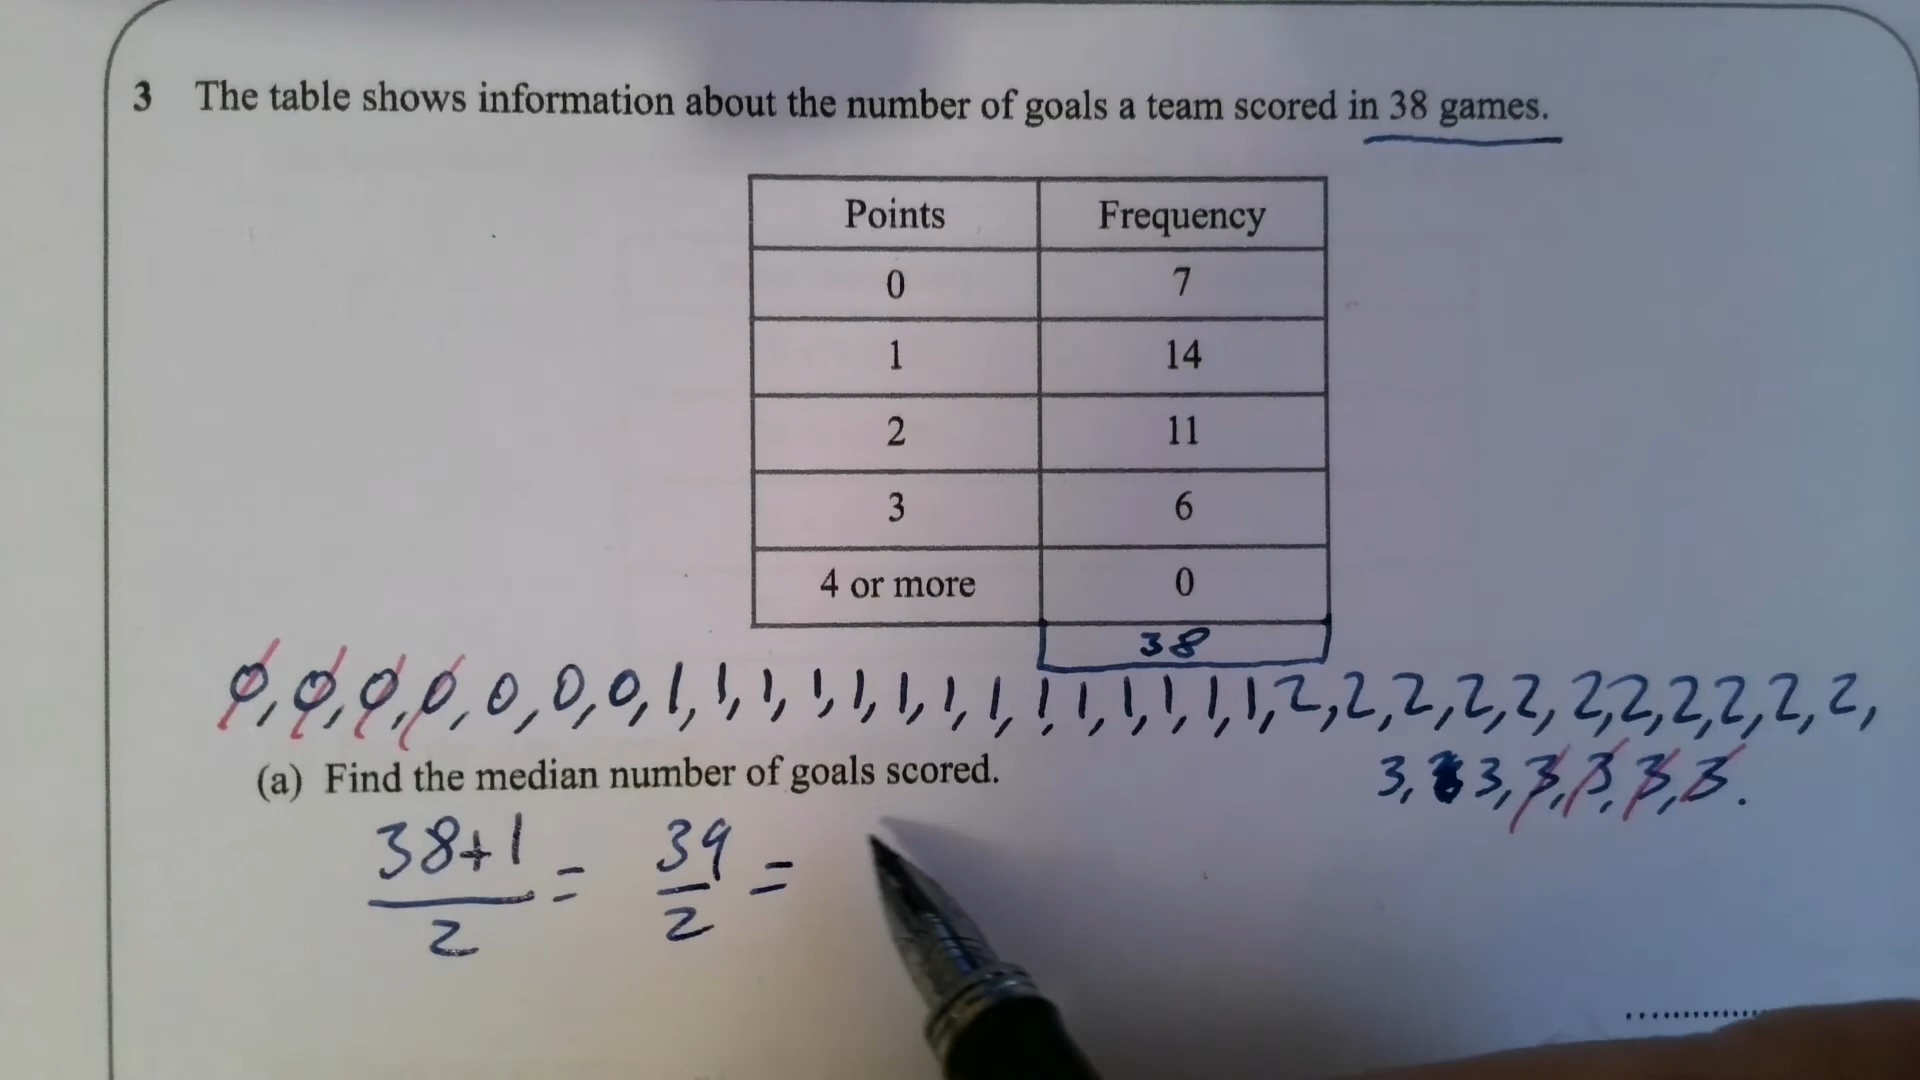 3 The table shows information about the number of goals a team scored in 38 games.
Points Frequency
0 7
1 14
2 11
3 6
4 or more 0
38
0, 0, 0, 0, 0, 0, 0, 1, 1, 1, 1, 1, 1, 1, 1, 1, 1, 1, 1, 1, 1, 2, 2, 2, 2, 2, 2, 2, 2, 2, 2, 2,
3, 3, 3, 3, 3, 3.
(a) Find the median number of goals scored.
38+1/2 = 39/2 =